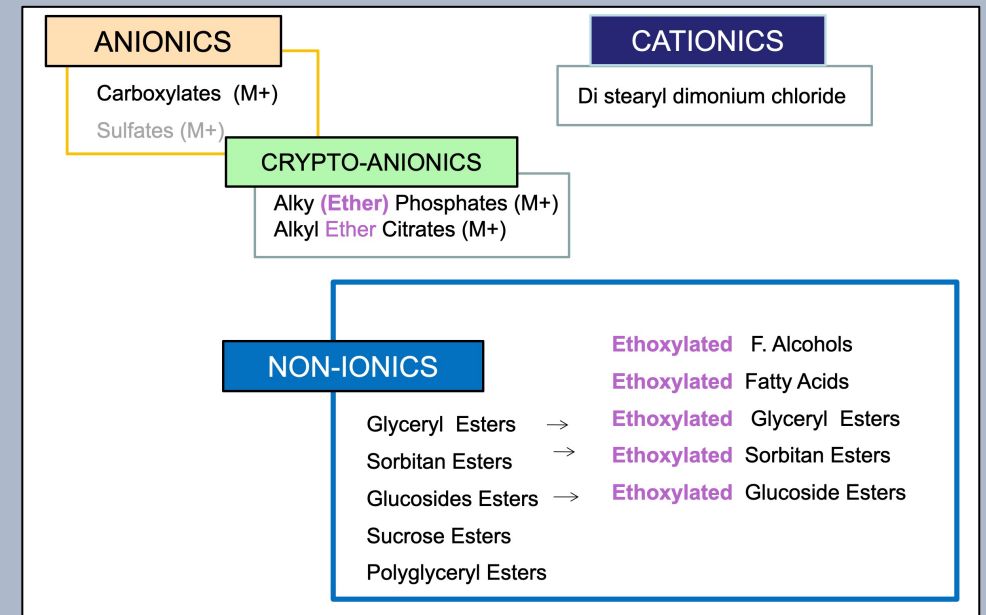 ANIONICS
Carboxylates (M+)
Sulfates (M+)
CATIONICS
Di stearyl dimonium chloride
CRYPTO-ANIONICS
Alky (Ether) Phosphates (M+)
Alkyl Ether Citrates (M+)
NON-IONICS
Glyceryl Esters →
Sorbitan Esters →
Glucosides Esters →
Sucrose Esters
Polyglyceryl Esters
Ethoxylated F. Alcohols
Ethoxylated Fatty Acids
Ethoxylated Glyceryl Esters
Ethoxylated Sorbitan Esters
Ethoxylated Glucoside Esters